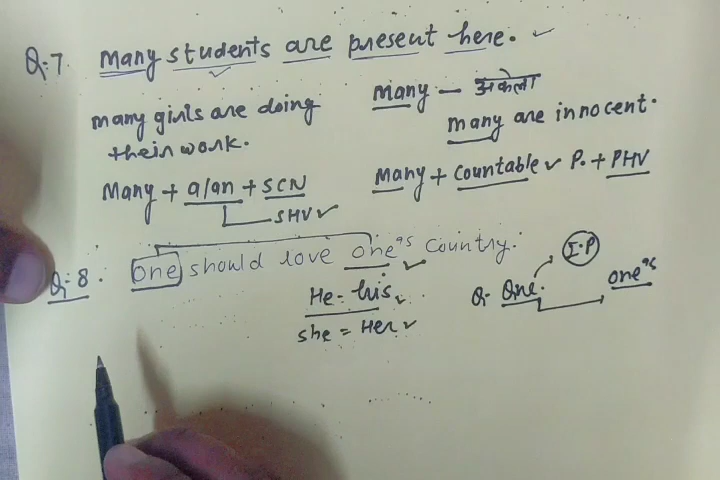 Q:7. Many students are present here.
many girls are doing
their work.
Many — अकेला
many are innocent.
Many + a/an + SCN
SHV
Many + Countable P. + PHV
Q:8. One should love one's Country.
He = his
She = Her
Q- One.
I.P
one's